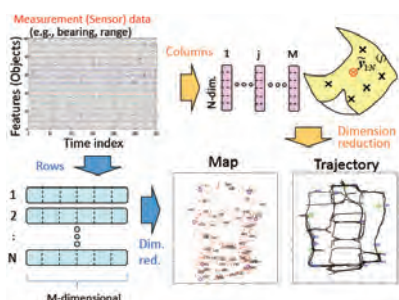 Measurement (Sensor) data
(e.g., bearing, range)
Features (Objects)
Time index
Columns
1 j M
N-dim.
Dimension
reduction
Rows
1
2
:
N
M-dimensional
Dim.
red.
Map
Trajectory